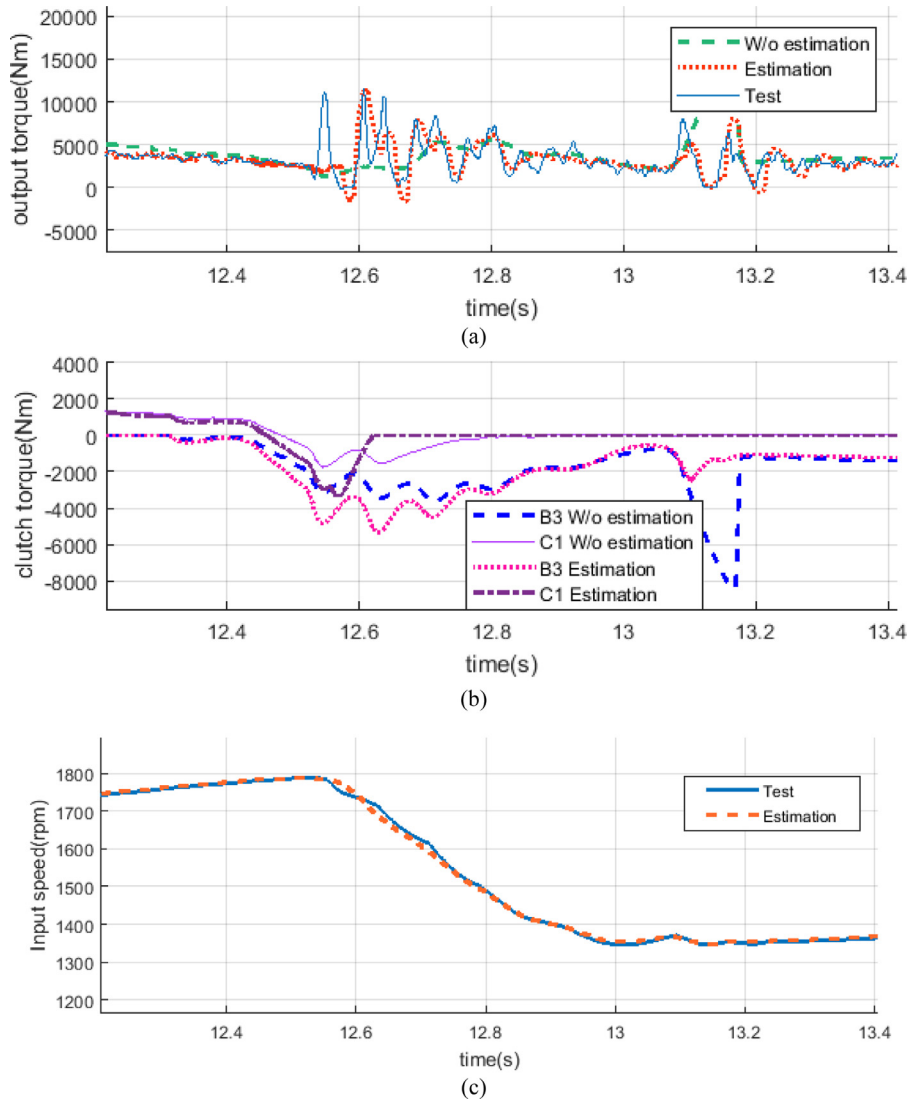 20000
15000
10000
5000
0
-5000
output torque(Nm)
W/o estimation
Estimation
Test
12.4 12.6 12.8 13 13.2 13.4
time(s)
(a)
4000
2000
0
-2000
-4000
-6000
-8000
clutch torque(Nm)
B3 W/o estimation
C1 W/o estimation
B3 Estimation
C1 Estimation
12.4 12.6 12.8 13 13.2 13.4
time(s)
(b)
1800
1700
1600
1500
1400
1300
1200
Input speed(rpm)
Test
Estimation
12.4 12.6 12.8 13 13.2 13.4
time(s)
(c)